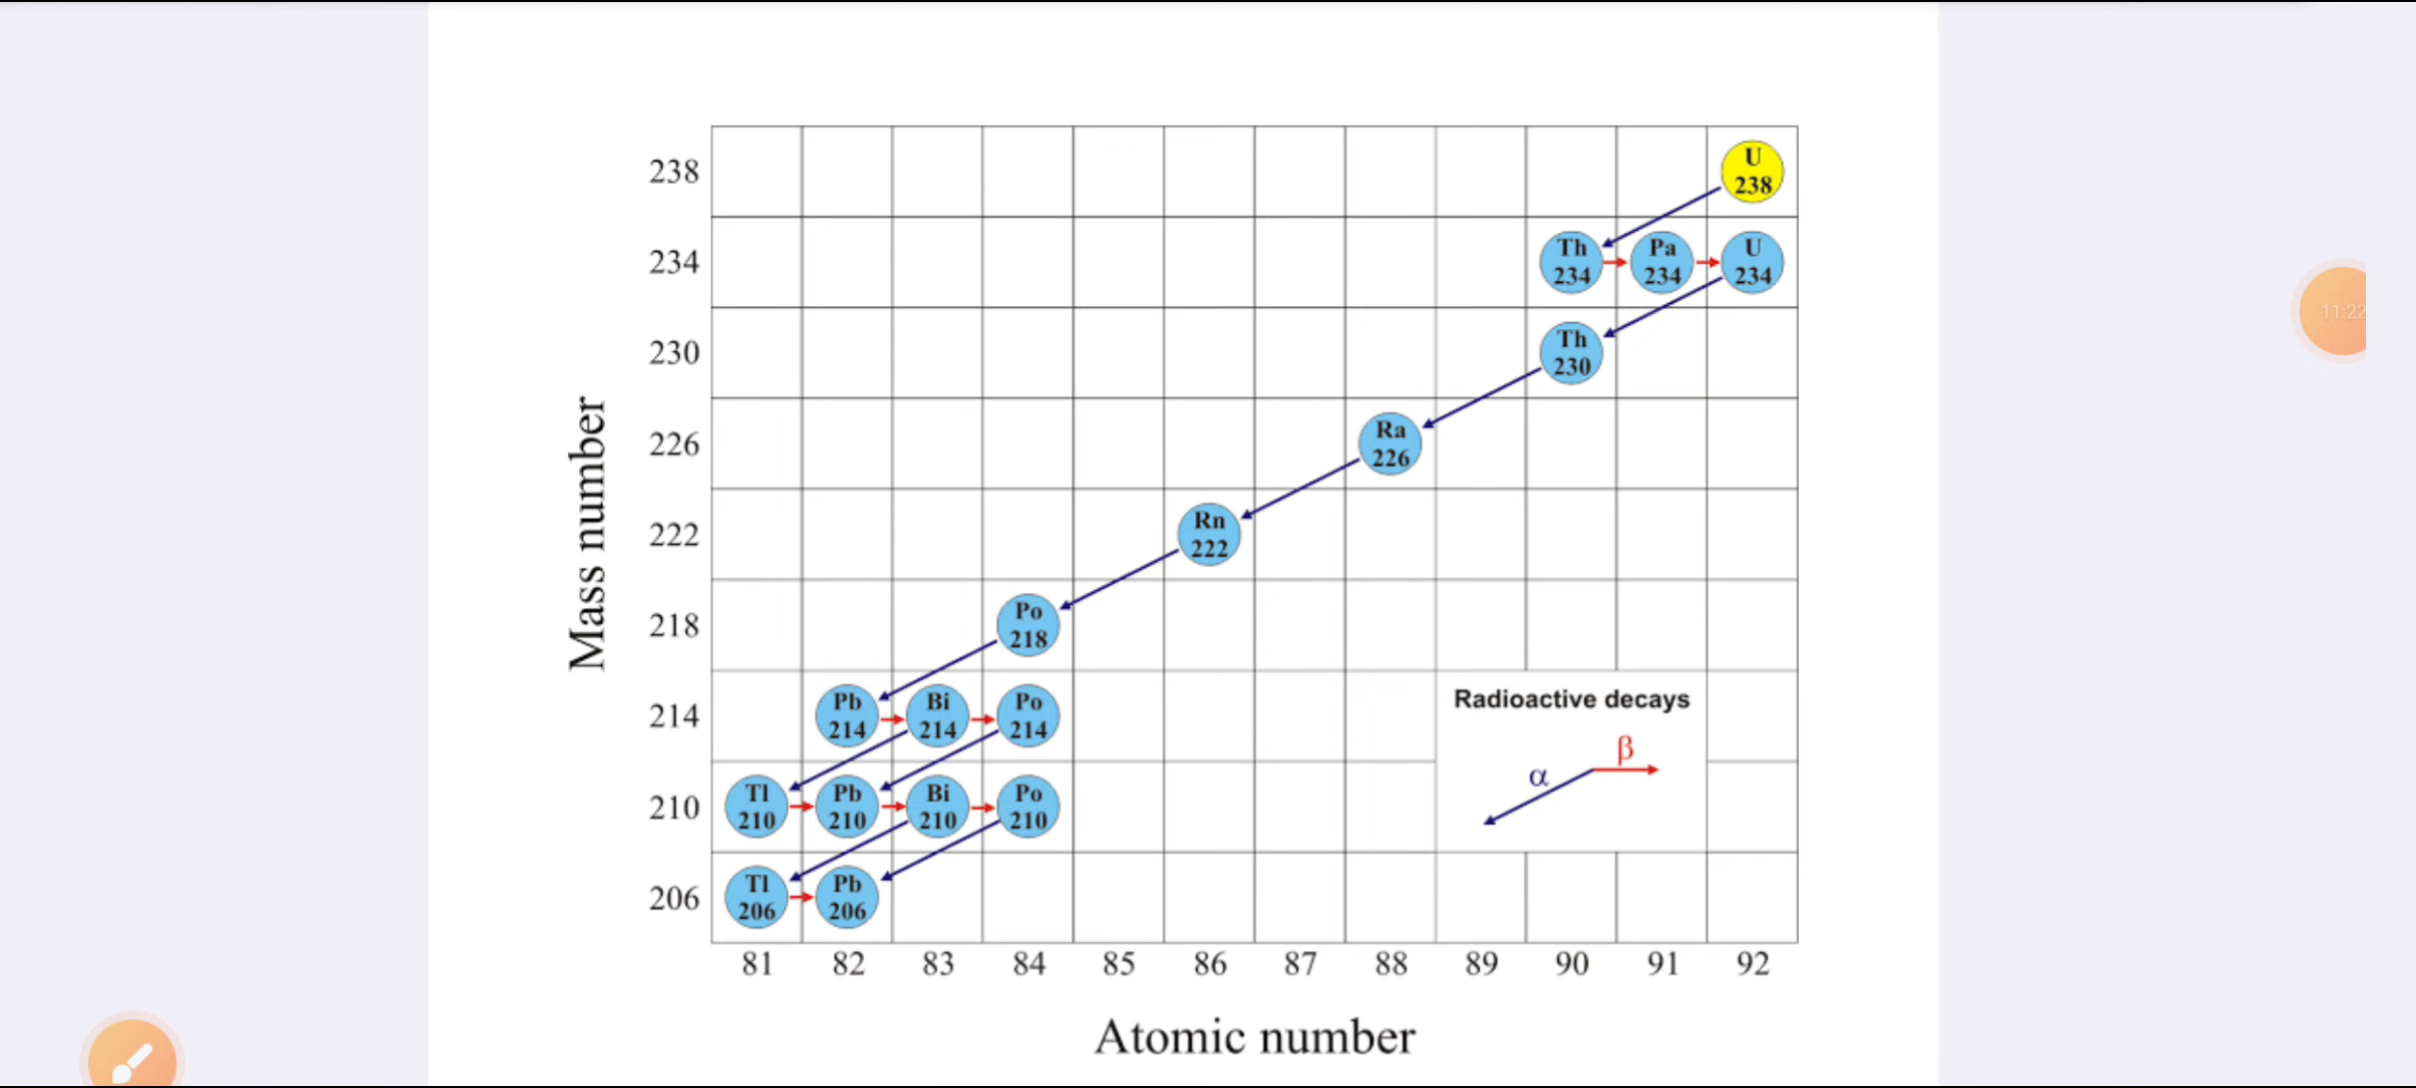 238
U
238
234
Th
234
Pa
234
U
234
11:22
230
Th
230
Mass number
226
Ra
226
222
Rn
222
218
Po
218
214
Pb
214
Bi
214
Po
214
Radioactive decays
β
α
210
Tl
210
Pb
210
Bi
210
Po
210
206
Tl
206
Pb
206
81 82 83 84 85 86 87 88 89 90 91 92
Atomic number